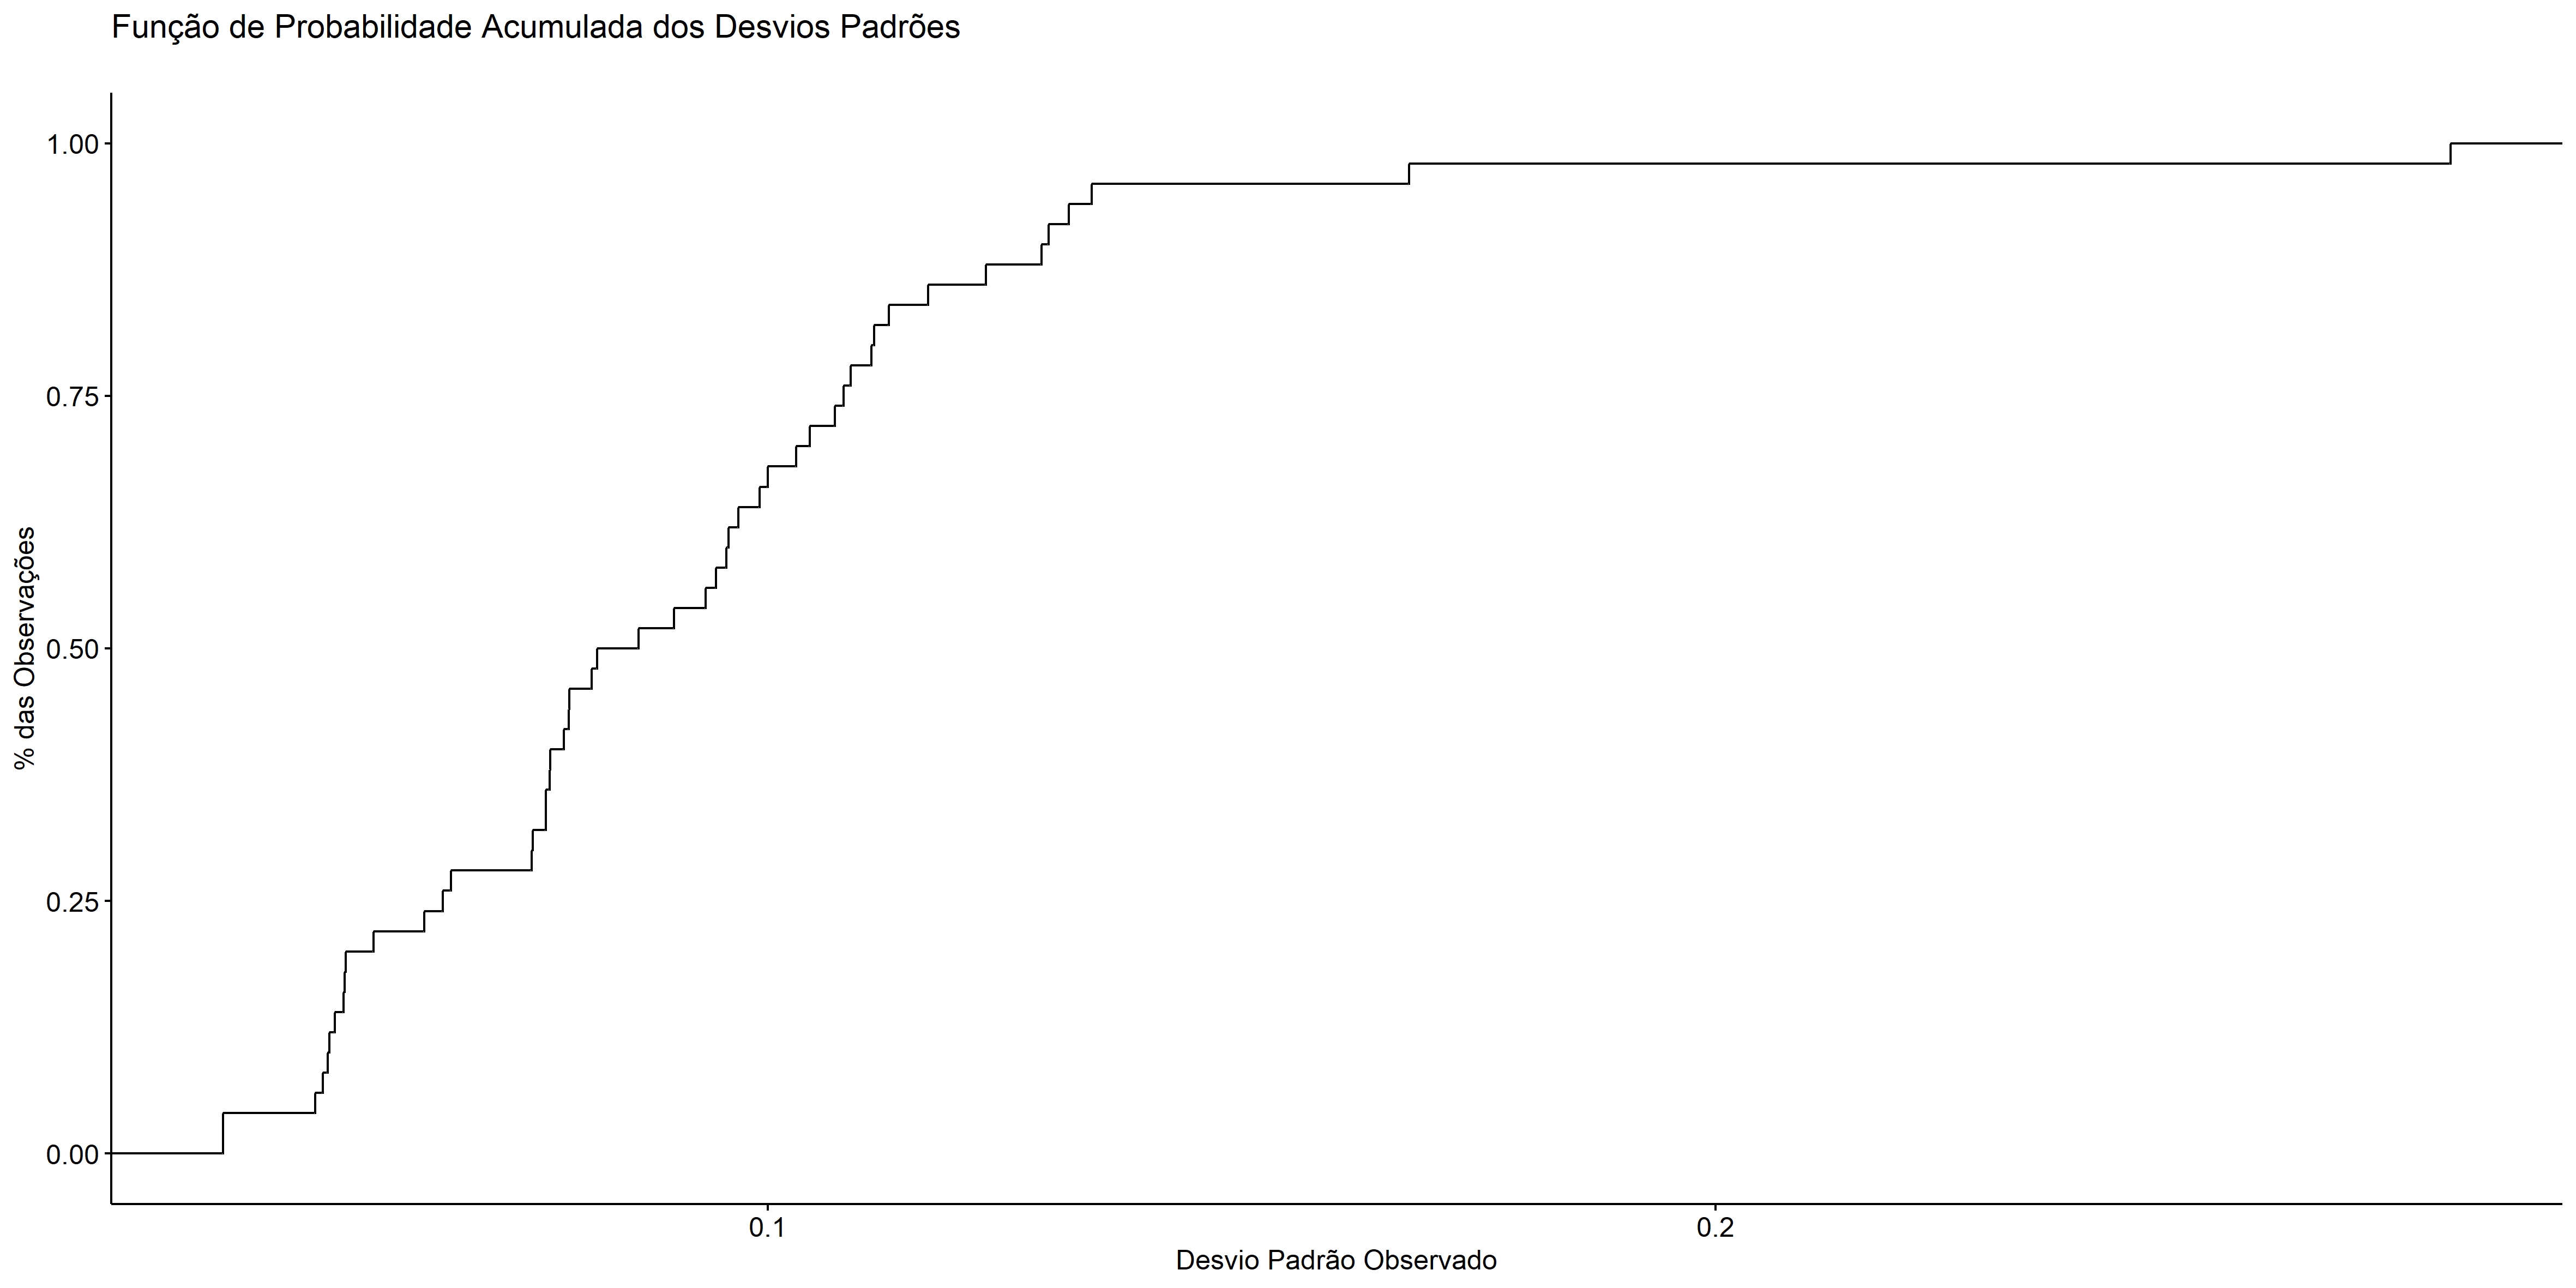 Função de Probabilidade Acumulada dos Desvios Padrões
1.00
0.75
0.50
0.25
0.00
% das Observações
0.1
0.2
Desvio Padrão Observado